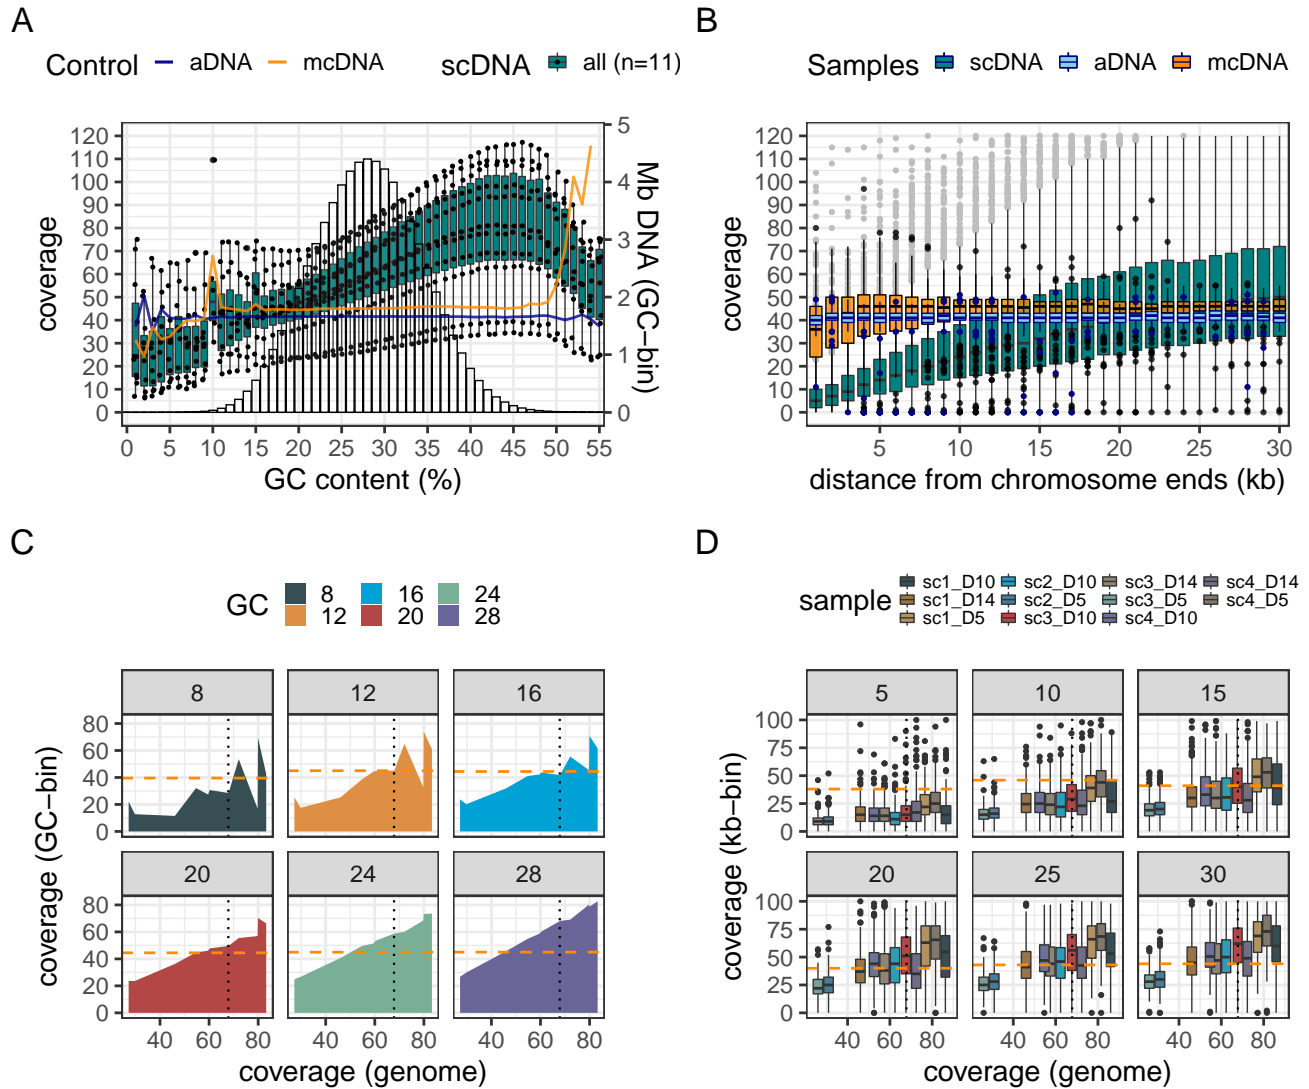 A
Control aDNA mcDNA scDNA all (n=11)
coverage
120
110
100
90
80
70
60
50
40
30
20
10
0
5
4
3
2
1
0
Mb DNA (GC−bin)
0 5 10 15 20 25 30 35 40 45 50 55
GC content (%)
B
Samples scDNA aDNA mcDNA
coverage
120
110
100
90
80
70
60
50
40
30
20
10
0
5 10 15 20 25 30
distance from chromosome ends (kb)
C
GC 8 16 24
12 20 28
coverage (GC−bin)
8 12 16
80
60
40
20
0
20 24 28
80
60
40
20
0
40 60 80 40 60 80 40 60 80
coverage (genome)
D
sample
sc1_D10 sc2_D10 sc3_D14 sc4_D14
sc1_D14 sc2_D5 sc3_D5 sc4_D5
sc1_D5 sc3_D10 sc4_D10
coverage (kb−bin)
5 10 15
100
75
50
25
0
20 25 30
100
75
50
25
0
40 60 80 40 60 80 40 60 80
coverage (genome)